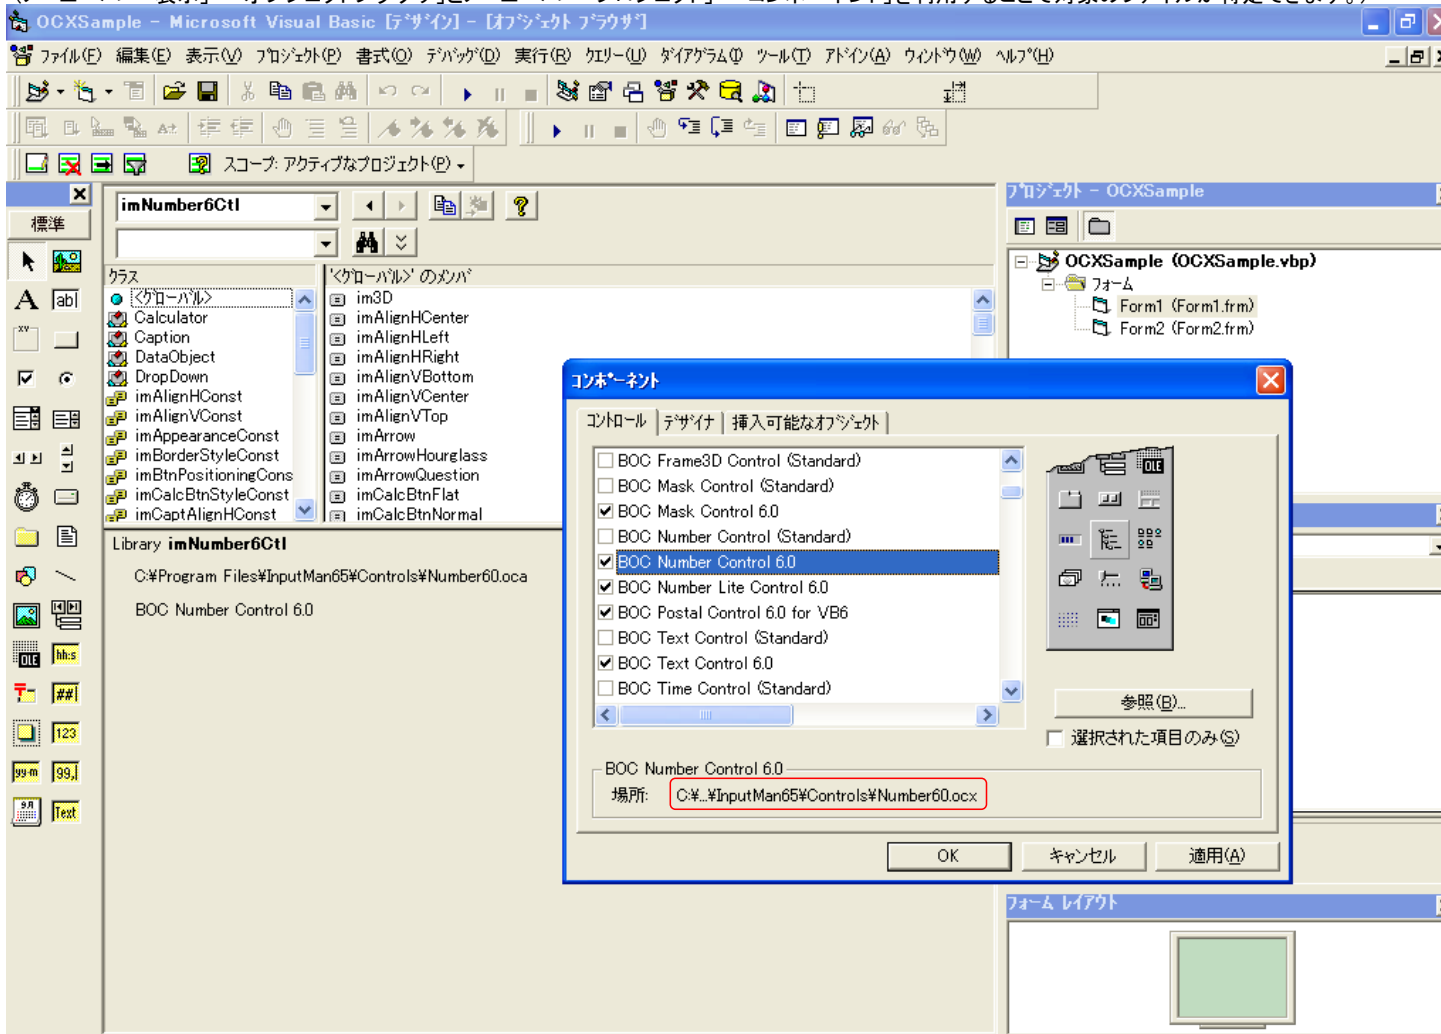 OCXSample - Microsoft Visual Basic [デザイン] - [オブジェクト ブラウザ]
ファイル(F) 編集(E) 表示(V) プロジェクト(P) 書式(O) デバッグ(D) 実行(R) クエリー(U) ダイアグラム(I) ツール(T) アドイン(A) ウィンドウ(W) ヘルプ(H)
スコープ: アクティブなプロジェクト(P)
標準
imNumber6Ctl
クラス
'<グローバル>' のメンバ
<グローバル>
Calculator
Caption
DataObject
DropDown
imAlignHConst
imAlignVConst
imAppearanceConst
imBorderStyleConst
imBtnPositioningCons
imCalcBtnStyleConst
imCaptAlignHConst
im3D
imAlignHCenter
imAlignHLeft
imAlignHRight
imAlignVBottom
imAlignVCenter
imAlignVTop
imArrow
imArrowHourglass
imArrowQuestion
imCalcBtnFlat
imCalcBtnNormal
Library imNumber6Ctl
C:¥Program Files¥InputMan65¥Controls¥Number60.oca
BOC Number Control 6.0
プロジェクト - OCXSample
OCXSample (OCXSample.vbp)
フォーム
Form1 (Form1.frm)
Form2 (Form2.frm)
コンポーネント
コントロール デザイナ 挿入可能なオブジェクト
BOC Frame3D Control (Standard)
BOC Mask Control (Standard)
BOC Mask Control 6.0
BOC Number Control (Standard)
BOC Number Control 6.0
BOC Number Lite Control 6.0
BOC Postal Control 6.0 for VB6
BOC Text Control (Standard)
BOC Text Control 6.0
BOC Time Control (Standard)
参照(B)...
選択された項目のみ(S)
BOC Number Control 6.0
場所: C:¥...¥InputMan65¥Controls¥Number60.ocx
OK キャンセル 適用(A)
フォーム レイアウト
A ab|
XY
OLE hh:s
〒 ##|
123
yy-m 99,|
9月 Text
OLE